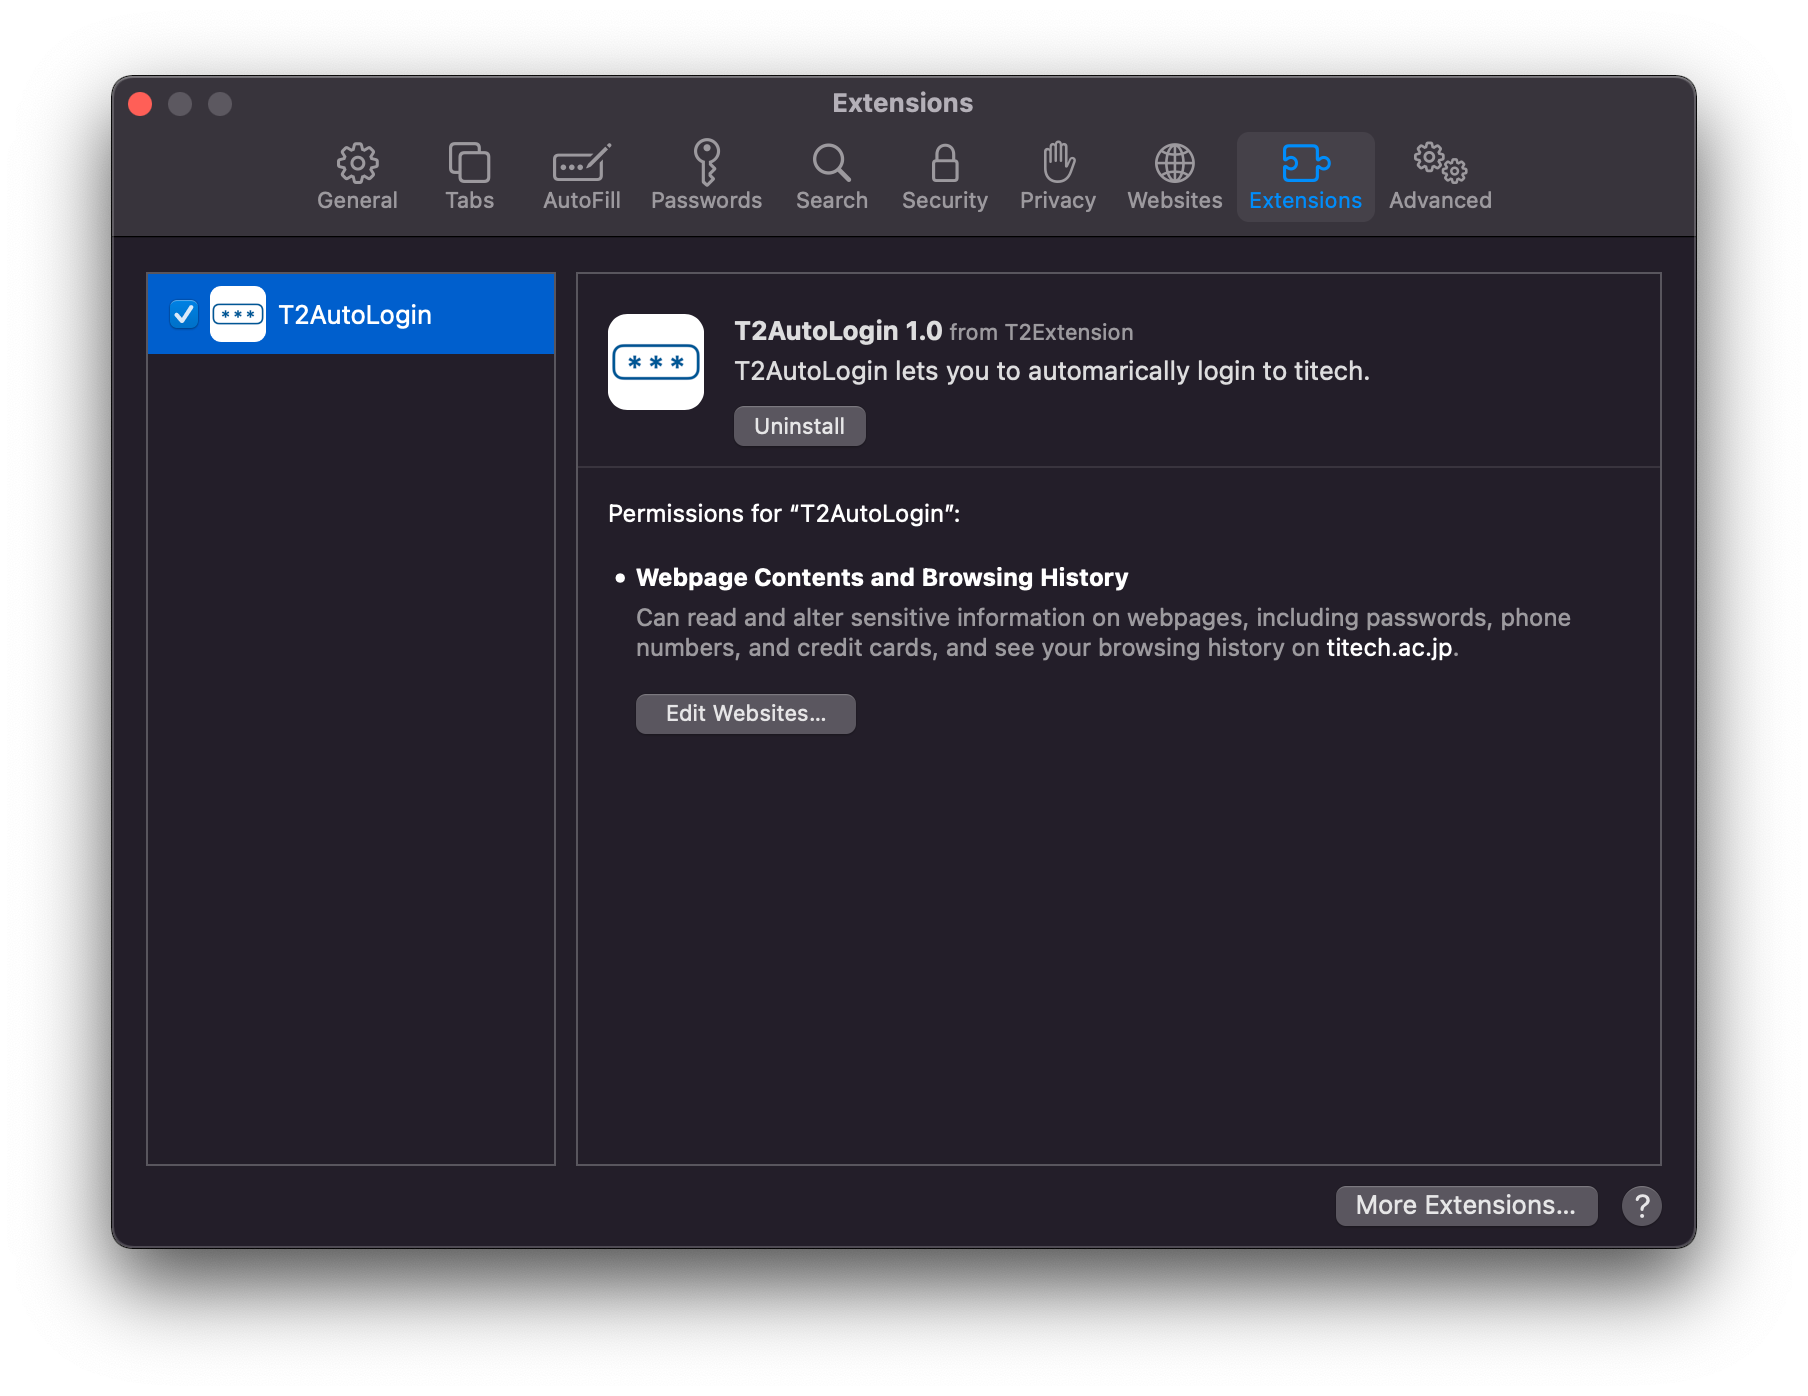 Extensions
General Tabs AutoFill Passwords Search Security Privacy Websites Extensions Advanced
*** T2AutoLogin
***
T2AutoLogin 1.0 from T2Extension
T2AutoLogin lets you to automarically login to titech.
Uninstall
Permissions for “T2AutoLogin”:
• Webpage Contents and Browsing History
Can read and alter sensitive information on webpages, including passwords, phone
numbers, and credit cards, and see your browsing history on titech.ac.jp.
Edit Websites...
More Extensions... ?